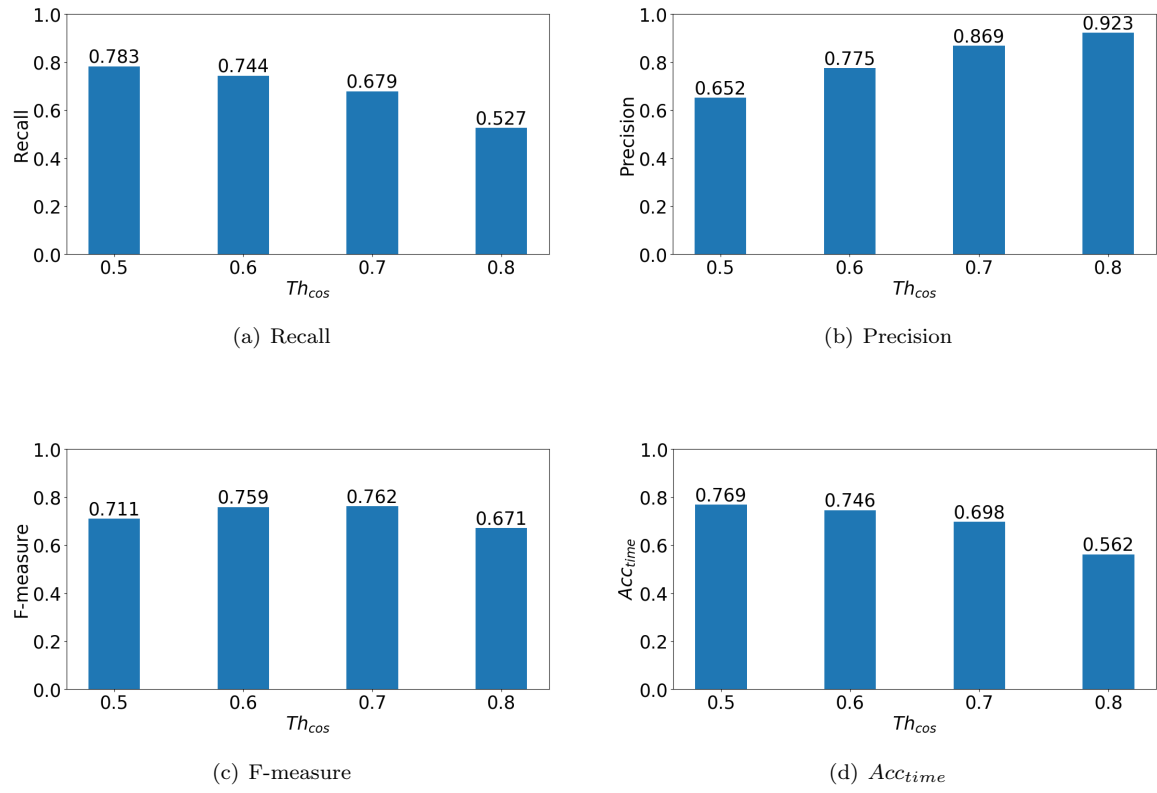 1.0
0.8
0.6
0.4
0.2
0.0
Recall
0.783
0.744
0.679
0.527
0.5 0.6 0.7 0.8
Th_cos
(a) Recall
1.0
0.8
0.6
0.4
0.2
0.0
Precision
0.652
0.775
0.869
0.923
0.5 0.6 0.7 0.8
Th_cos
(b) Precision
1.0
0.8
0.6
0.4
0.2
0.0
F-measure
0.711
0.759
0.762
0.671
0.5 0.6 0.7 0.8
Th_cos
(c) F-measure
1.0
0.8
0.6
0.4
0.2
0.0
Acc_time
0.769
0.746
0.698
0.562
0.5 0.6 0.7 0.8
Th_cos
(d) Acc_time